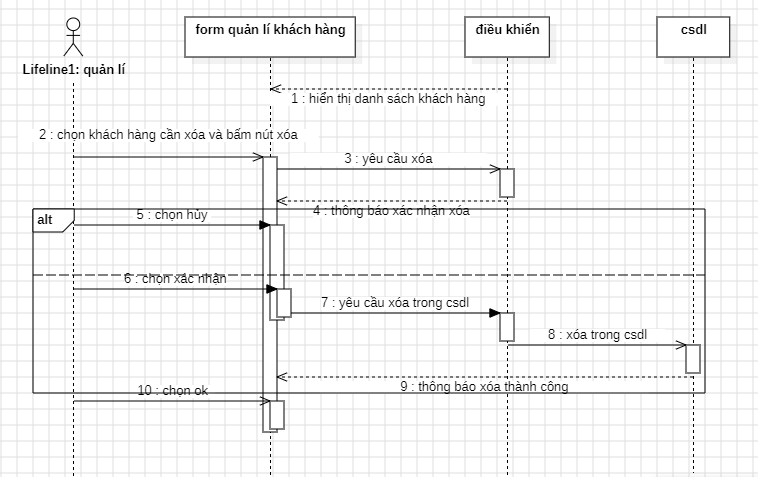 form quản lí khách hàng
điều khiển
csdl
Lifeline1: quản lí
1 : hiển thị danh sách khách hàng
2 : chọn khách hàng cần xóa và bấm nút xóa
3 : yêu cầu xóa
4 : thông báo xác nhận xóa
alt
5 : chọn hủy
6 : chọn xác nhận
7 : yêu cầu xóa trong csdl
8 : xóa trong csdl
9 : thông báo xóa thành công
10 : chọn ok